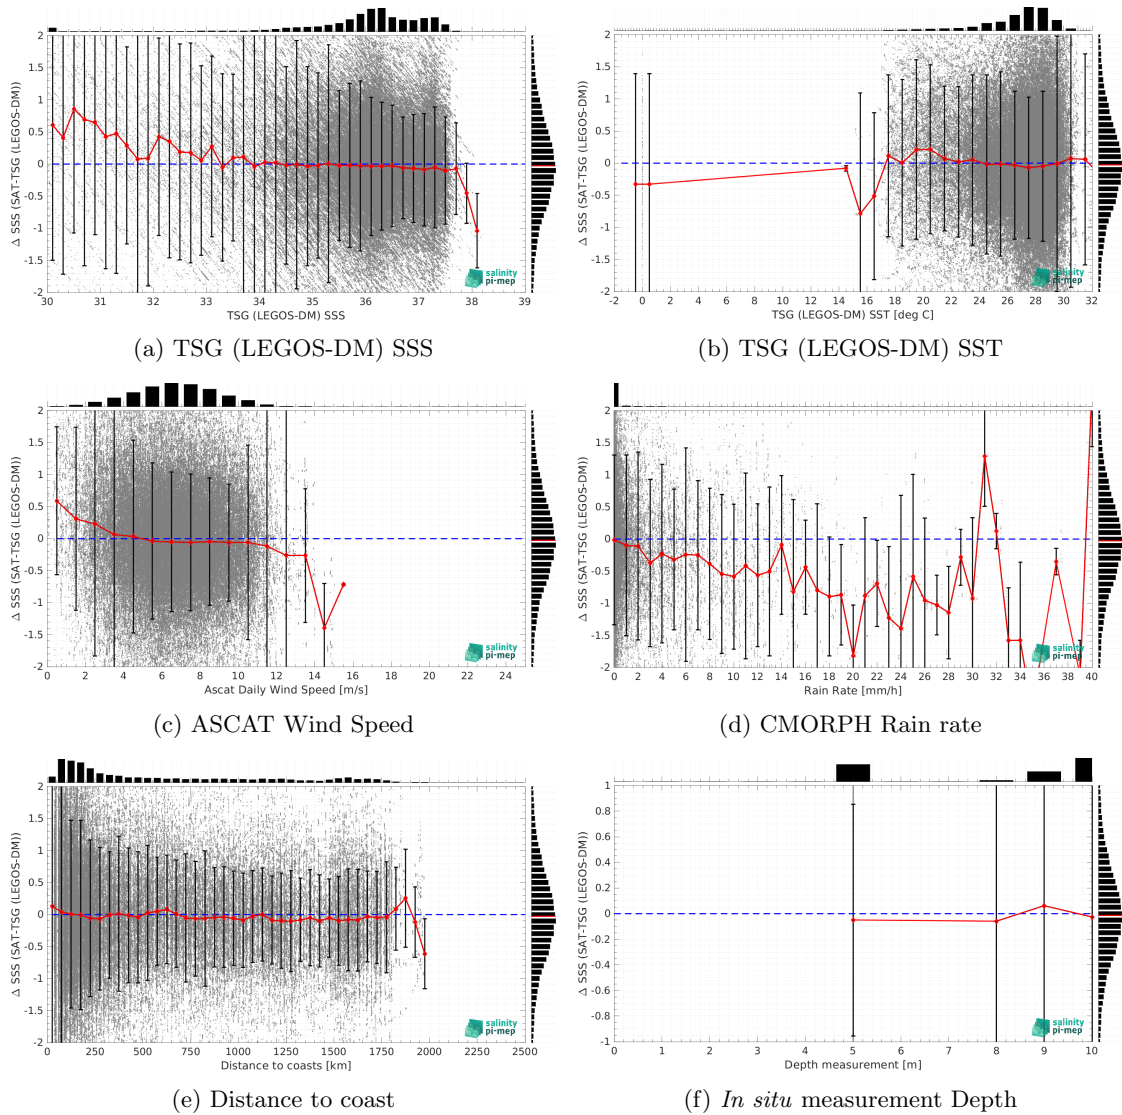 2
1.5
1
0.5
0
-0.5
-1
-1.5
-2
Δ SSS (SAT-TSG (LEGOS-DM))
salinity
pi-mep
30 31 32 33 34 35 36 37 38 39
TSG (LEGOS-DM) SSS
(a) TSG (LEGOS-DM) SSS
2
1.5
1
0.5
0
-0.5
-1
-1.5
-2
Δ SSS (SAT-TSG (LEGOS-DM))
salinity
pi-mep
-2 0 2 4 6 8 10 12 14 16 18 20 22 24 26 28 30 32
TSG (LEGOS-DM) SST [deg C]
(b) TSG (LEGOS-DM) SST
2
1.5
1
0.5
0
-0.5
-1
-1.5
-2
Δ SSS (SAT-TSG (LEGOS-DM))
salinity
pi-mep
0 2 4 6 8 10 12 14 16 18 20 22 24
Ascat Daily Wind Speed [m/s]
(c) ASCAT Wind Speed
2
1.5
1
0.5
0
-0.5
-1
-1.5
-2
Δ SSS (SAT-TSG (LEGOS-DM))
salinity
pi-mep
0 2 4 6 8 10 12 14 16 18 20 22 24 26 28 30 32 34 36 38 40
Rain Rate [mm/h]
(d) CMORPH Rain rate
2
1.5
1
0.5
0
-0.5
-1
-1.5
-2
Δ SSS (SAT-TSG (LEGOS-DM))
salinity
pi-mep
0 250 500 750 1000 1250 1500 1750 2000 2250 2500
Distance to coasts [km]
(e) Distance to coast
1
0.8
0.6
0.4
0.2
0
-0.2
-0.4
-0.6
-0.8
-1
Δ SSS (SAT-TSG (LEGOS-DM))
salinity
pi-mep
0 1 2 3 4 5 6 7 8 9 10
Depth measurement [m]
(f) In situ measurement Depth